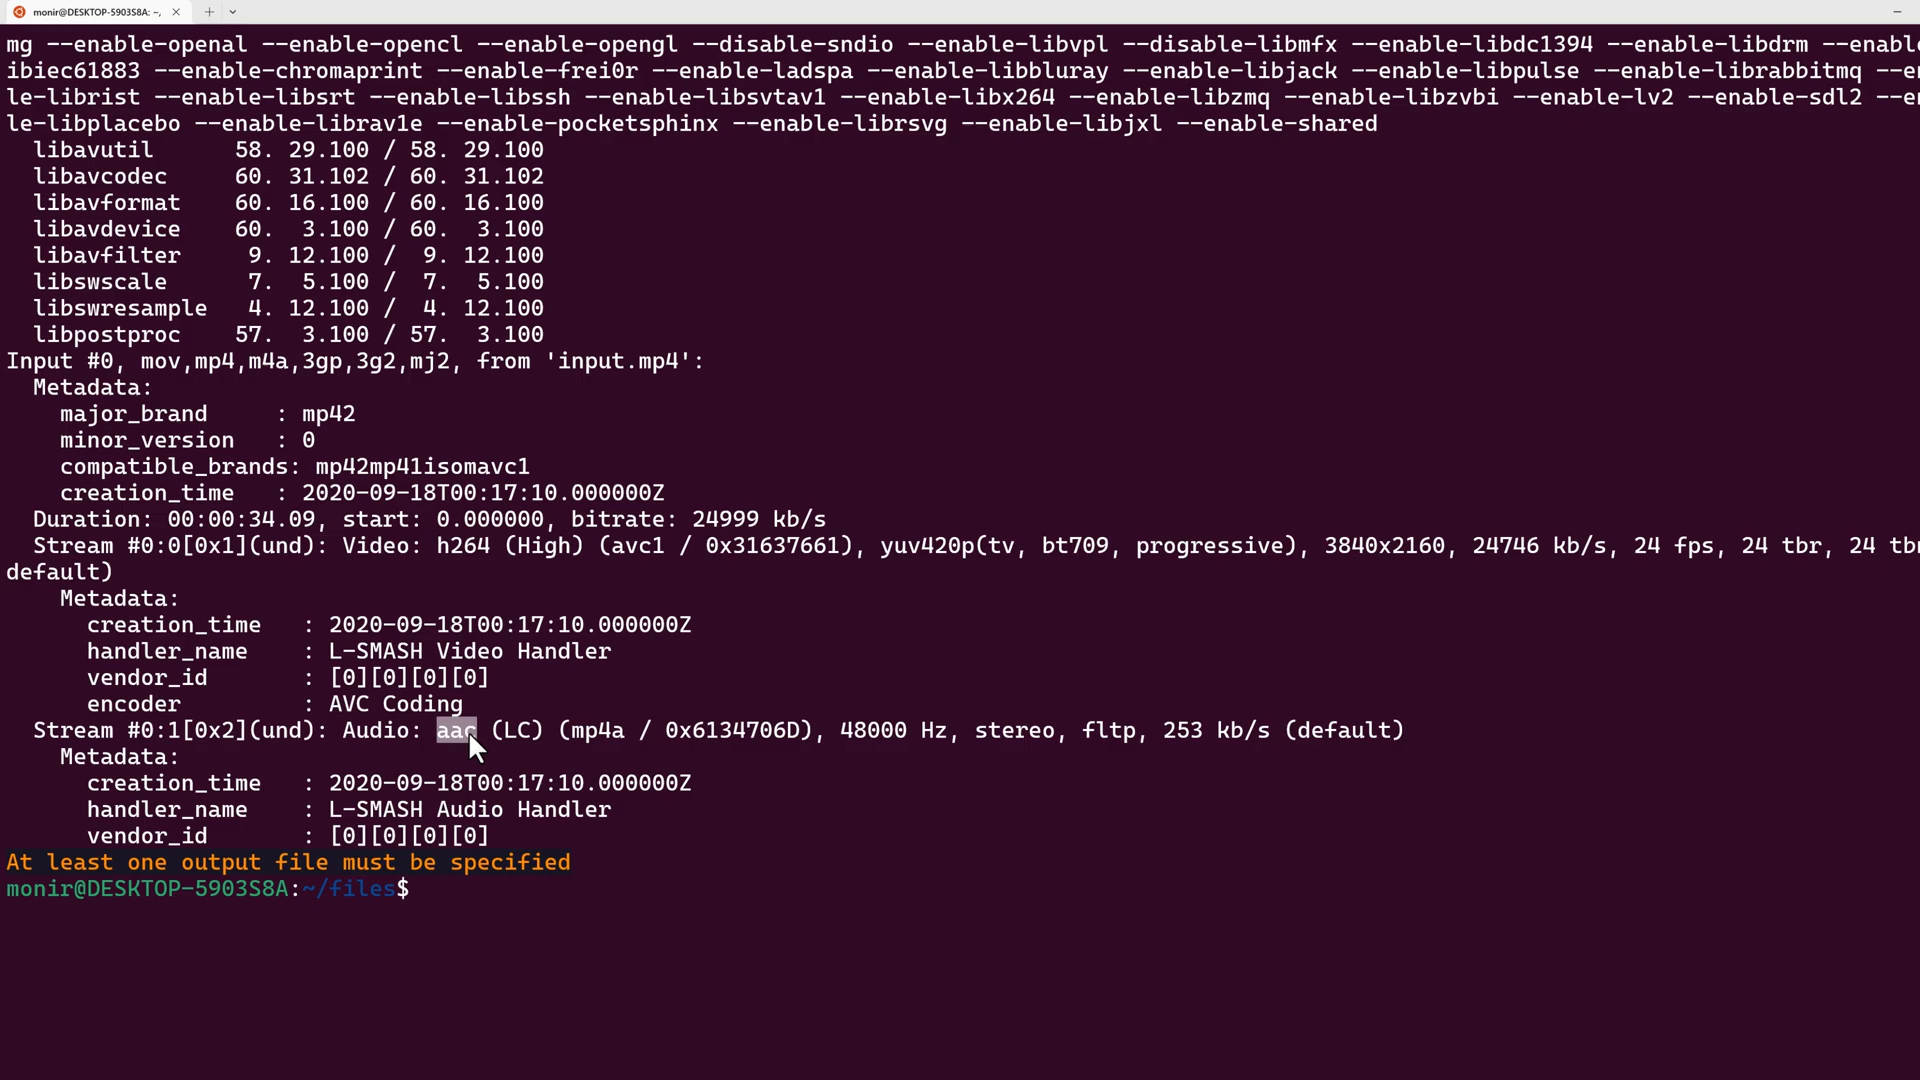 monir@DESKTOP-5903S8A: ~,
mg --enable-openal --enable-opencl --enable-opengl --disable-sndio --enable-libvpl --disable-libmfx --enable-libdc1394 --enable-libdrm --enable
ibiec61883 --enable-chromaprint --enable-frei0r --enable-ladspa --enable-libbluray --enable-libjack --enable-libpulse --enable-librabbitmq --en
le-librist --enable-libsrt --enable-libssh --enable-libsvtav1 --enable-libx264 --enable-libzmq --enable-libzvbi --enable-lv2 --enable-sdl2 --en
le-libplacebo --enable-librav1e --enable-pocketsphinx --enable-librsvg --enable-libjxl --enable-shared
libavutil 58. 29.100 / 58. 29.100
libavcodec 60. 31.102 / 60. 31.102
libavformat 60. 16.100 / 60. 16.100
libavdevice 60. 3.100 / 60. 3.100
libavfilter 9. 12.100 / 9. 12.100
libswscale 7. 5.100 / 7. 5.100
libswresample 4. 12.100 / 4. 12.100
libpostproc 57. 3.100 / 57. 3.100
Input #0, mov,mp4,m4a,3gp,3g2,mj2, from 'input.mp4':
Metadata:
major_brand : mp42
minor_version : 0
compatible_brands: mp42mp41isomavc1
creation_time : 2020-09-18T00:17:10.000000Z
Duration: 00:00:34.09, start: 0.000000, bitrate: 24999 kb/s
Stream #0:0[0x1](und): Video: h264 (High) (avc1 / 0x31637661), yuv420p(tv, bt709, progressive), 3840x2160, 24746 kb/s, 24 fps, 24 tbr, 24 tb
default)
Metadata:
creation_time : 2020-09-18T00:17:10.000000Z
handler_name : L-SMASH Video Handler
vendor_id : [0][0][0][0]
encoder : AVC Coding
Stream #0:1[0x2](und): Audio: aac (LC) (mp4a / 0x6134706D), 48000 Hz, stereo, fltp, 253 kb/s (default)
Metadata:
creation_time : 2020-09-18T00:17:10.000000Z
handler_name : L-SMASH Audio Handler
vendor_id : [0][0][0][0]
At least one output file must be specified
monir@DESKTOP-5903S8A:~/files$